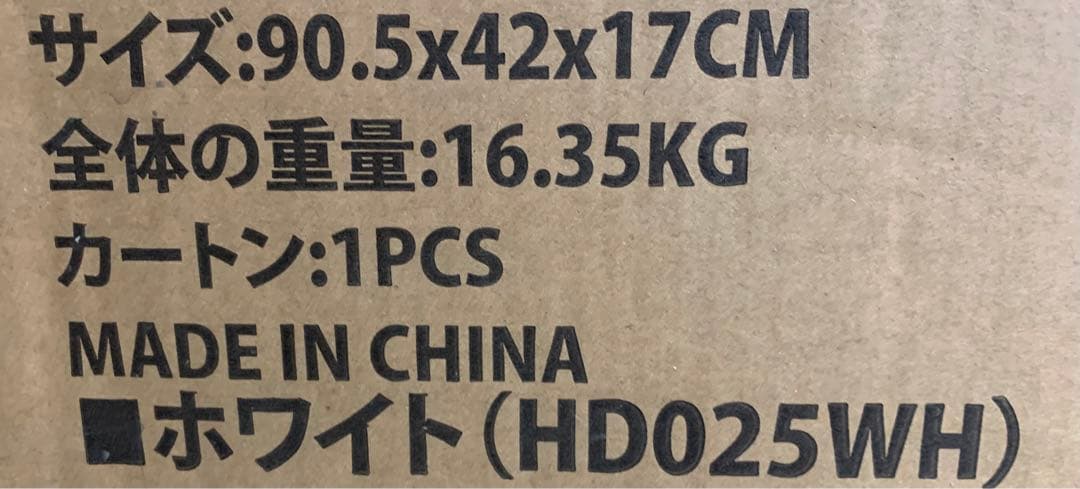 サイズ:90.5x42x17CM
全体の重量:16.35KG
カートン:1PCS
MADE IN CHINA
■ホワイト(HD025WH)